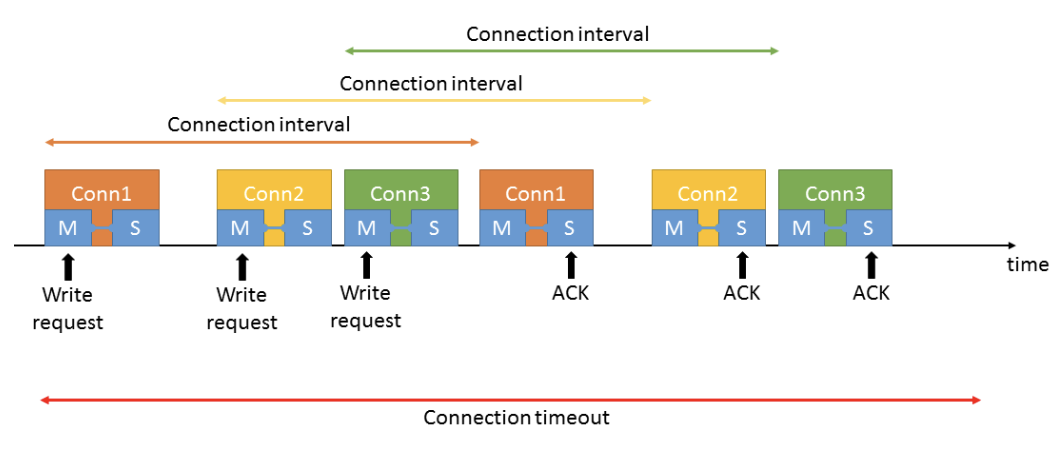 Connection interval
Connection interval
Connection interval
Conn1
Conn2
Conn3
Conn1
Conn2
Conn3
M S
M S
M S
M S
M S
M S
time
Write
request
Write
request
Write
request
ACK
ACK
ACK
Connection timeout